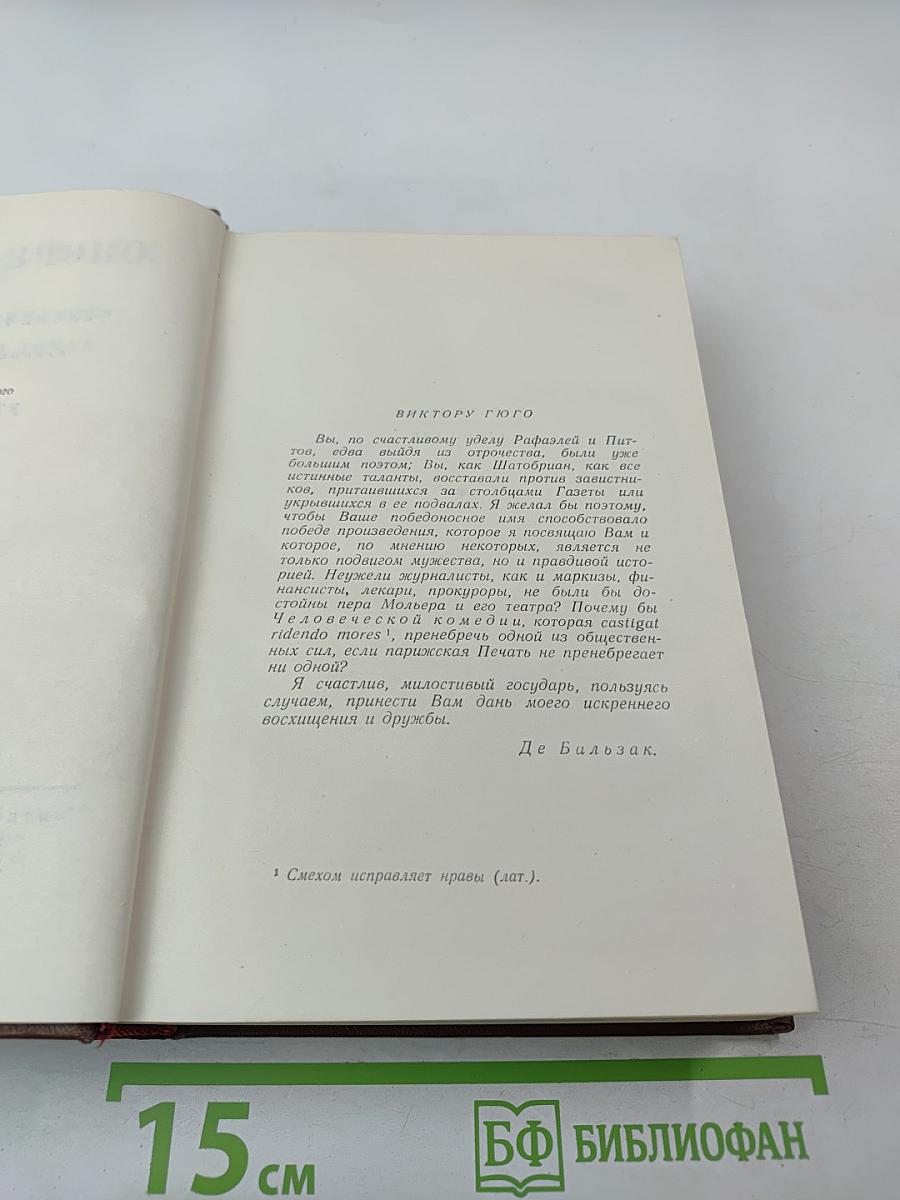 ВИКТОРУ ГЮГО
Вы, по счастливому уделу Рафаэлей и Пит-
тов, едва выйдя из отрочества, были уже
большим поэтом; Вы, как Шатобриан, как все
истинные таланты, восставали против завистни-
ков, притаившихся за столбцами Газеты или
укрывшихся в ее подвалах. Я желал бы поэтому,
чтобы Ваше победоносное имя способствовало
победе произведения, которое я посвящаю Вам и
которое, по мнению некоторых, является не
только подвигом мужества, но и правдивой исто-
рией. Неужели журналисты, как и маркизы, фи-
нансисты, лекари, прокуроры, не были бы до-
стойны пера Мольера и его театра? Почему бы
Человеческой комедии, которая castigat
ridendo mores ¹, пренебречь одной из обществен-
ных сил, если парижская Печать не пренебрегает
ни одной?
Я счастлив, милостивый государь, пользуясь
случаем, принести Вам дань моего искреннего
восхищения и дружбы.
Де Бальзак.
¹ Смехом исправляет нравы (лат.).
15 см
БФ БИБЛИОФАН